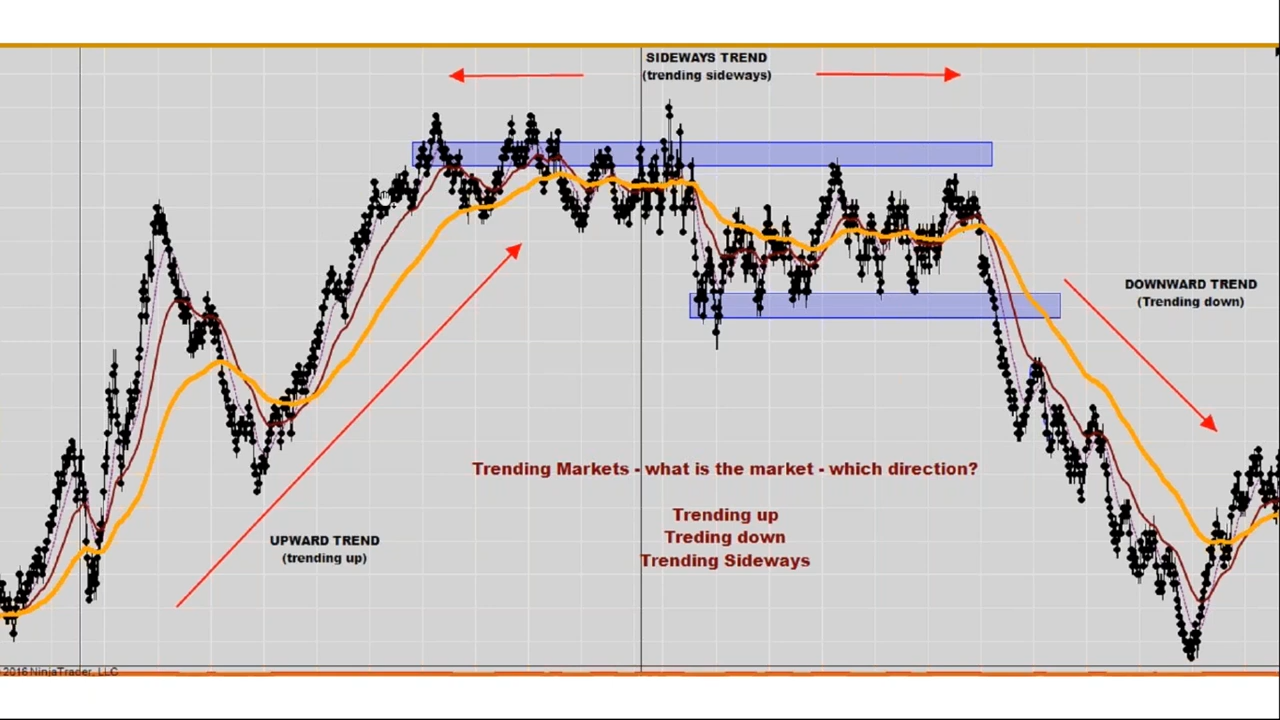 SIDEWAYS TREND
(trending sideways)
DOWNWARD TREND
(Trending down)
Trending Markets - what is the market - which direction?
Trending up
Treding down
Trending Sideways
UPWARD TREND
(trending up)
2016 NinjaTrader, LLC